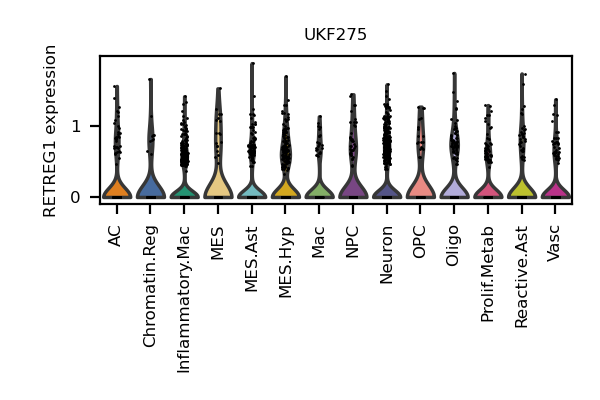 UKF275
RETREG1 expression
1
0
AC
Chromatin.Reg
Inflammatory.Mac
MES
MES.Ast
MES.Hyp
Mac
NPC
Neuron
OPC
Oligo
Prolif.Metab
Reactive.Ast
Vasc